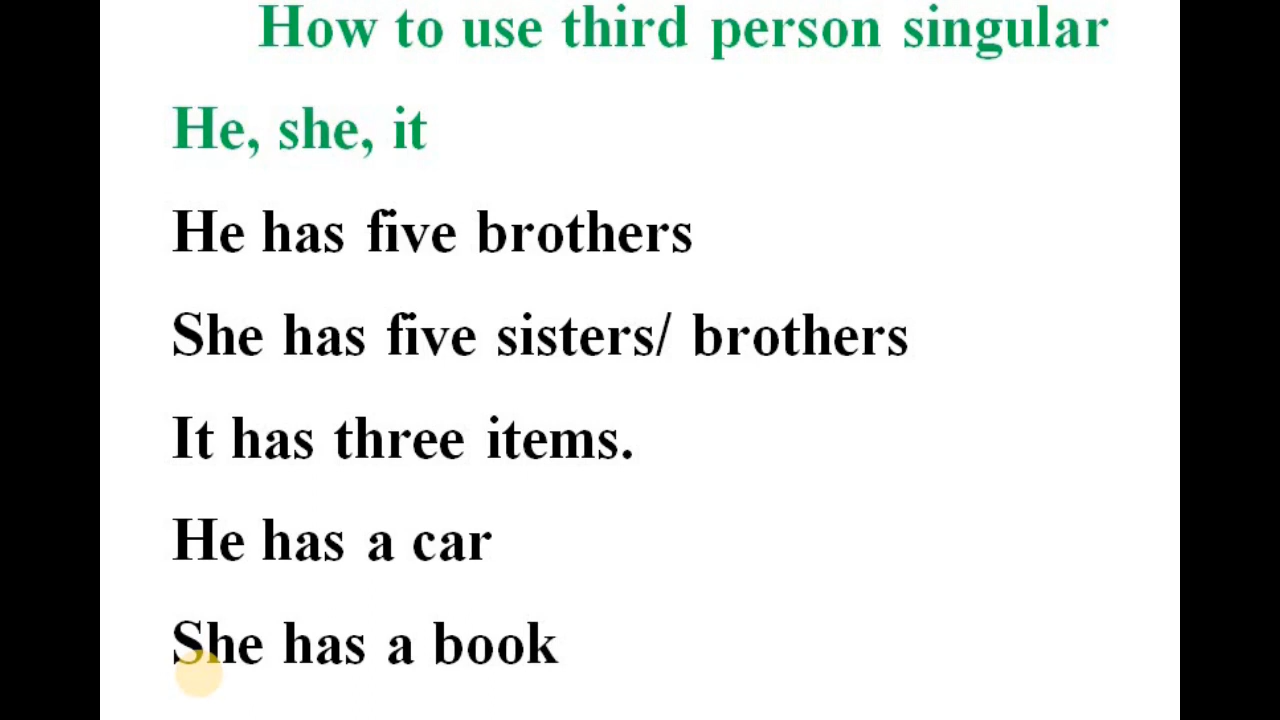 How to use third person singular
He, she, it
He has five brothers
She has five sisters/ brothers
It has three items.
He has a car
She has a book